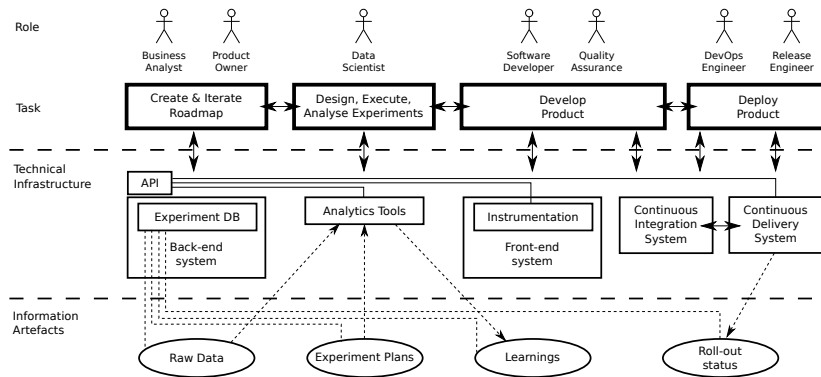 Role
Business
Analyst
Product
Owner
Data
Scientist
Software
Developer
Quality
Assurance
DevOps
Engineer
Release
Engineer
Task
Create & Iterate
Roadmap
Design, Execute,
Analyse Experiments
Develop
Product
Deploy
Product
Technical
Infrastructure
API
Experiment DB
Back-end
system
Analytics Tools
Instrumentation
Front-end
system
Continuous
Integration
System
Continuous
Delivery
System
Information
Artefacts
Raw Data
Experiment Plans
Learnings
Roll-out
status